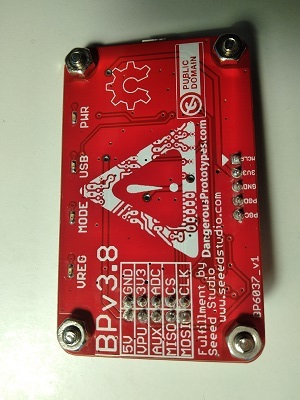 VREG MODE USB PWR
BPv3.8
5V GND
VPU 3V3
AUX ADC
MISO CS
MOSI CLK
Fulfillment by
Seeed Studio
www.seeedstudio.com
!
DangerousPrototypes.com
PUBLIC
DOMAIN
PGC PGD GND 3V3 MCLR
BP6037_v1